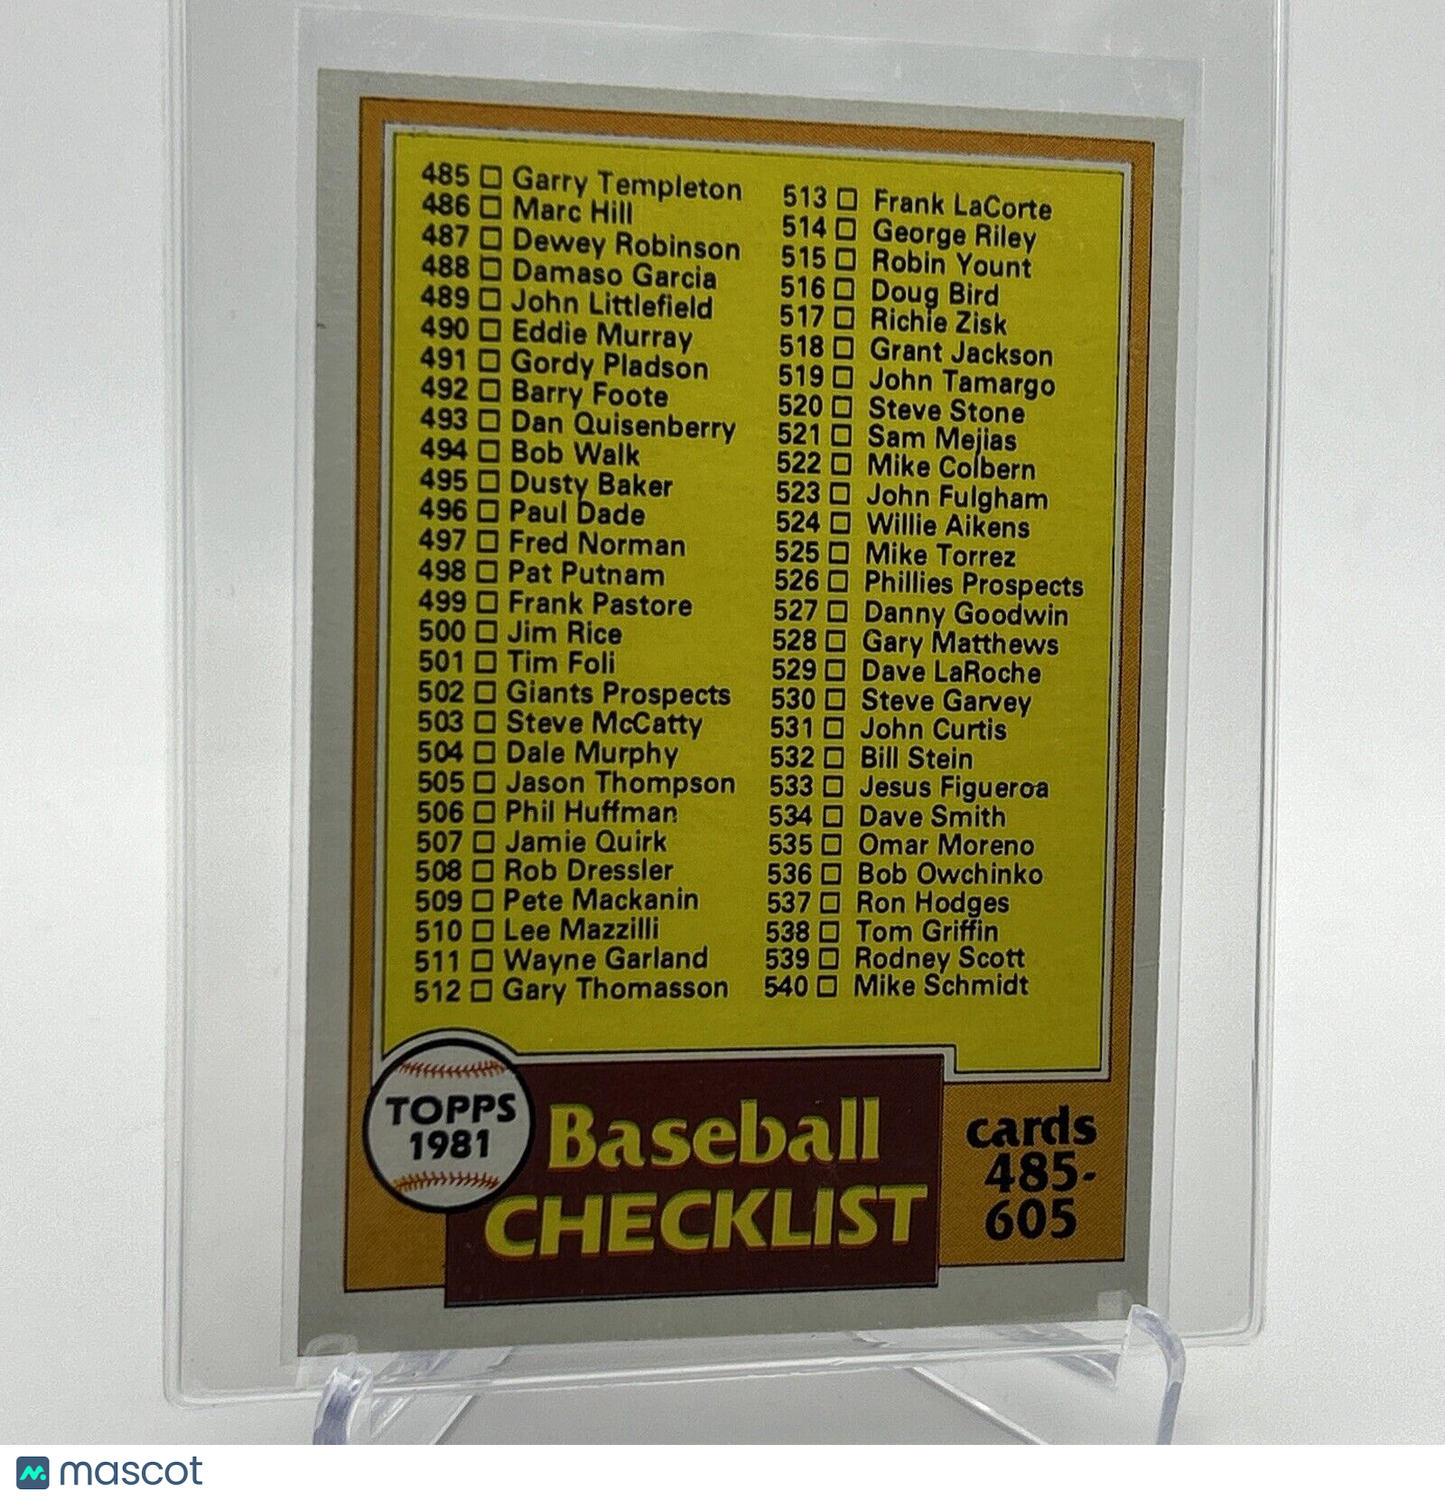 485 ☐ Garry Templeton
486 ☐ Marc Hill
487 ☐ Dewey Robinson
488 ☐ Damaso Garcia
489 ☐ John Littlefield
490 ☐ Eddie Murray
491 ☐ Gordy Pladson
492 ☐ Barry Foote
493 ☐ Dan Quisenberry
494 ☐ Bob Walk
495 ☐ Dusty Baker
496 ☐ Paul Dade
497 ☐ Fred Norman
498 ☐ Pat Putnam
499 ☐ Frank Pastore
500 ☐ Jim Rice
501 ☐ Tim Foli
502 ☐ Giants Prospects
503 ☐ Steve McCatty
504 ☐ Dale Murphy
505 ☐ Jason Thompson
506 ☐ Phil Huffman
507 ☐ Jamie Quirk
508 ☐ Rob Dressler
509 ☐ Pete Mackanin
510 ☐ Lee Mazzilli
511 ☐ Wayne Garland
512 ☐ Gary Thomasson
513 ☐ Frank LaCorte
514 ☐ George Riley
515 ☐ Robin Yount
516 ☐ Doug Bird
517 ☐ Richie Zisk
518 ☐ Grant Jackson
519 ☐ John Tamargo
520 ☐ Steve Stone
521 ☐ Sam Mejias
522 ☐ Mike Colbern
523 ☐ John Fulgham
524 ☐ Willie Aikens
525 ☐ Mike Torrez
526 ☐ Phillies Prospects
527 ☐ Danny Goodwin
528 ☐ Gary Matthews
529 ☐ Dave LaRoche
530 ☐ Steve Garvey
531 ☐ John Curtis
532 ☐ Bill Stein
533 ☐ Jesus Figueroa
534 ☐ Dave Smith
535 ☐ Omar Moreno
536 ☐ Bob Owchinko
537 ☐ Ron Hodges
538 ☐ Tom Griffin
539 ☐ Rodney Scott
540 ☐ Mike Schmidt
TOPPS
1981
Baseball
CHECKLIST
cards
485-
605
mascot